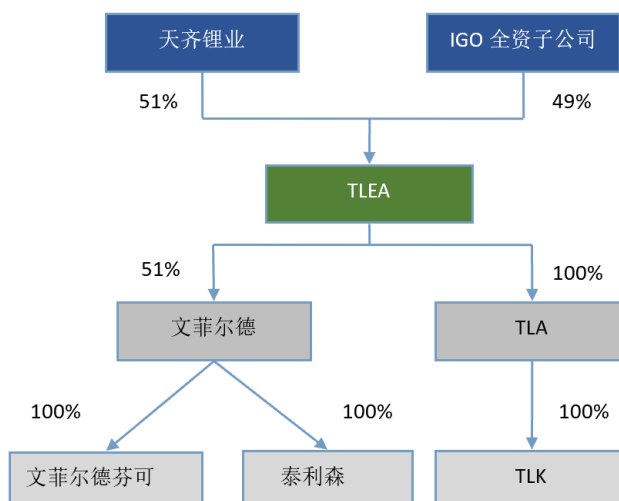 天齐锂业
IGO 全资子公司
51%
49%
TLEA
51%
100%
文菲尔德
TLA
100%
100%
100%
文菲尔德芬可
泰利森
TLK